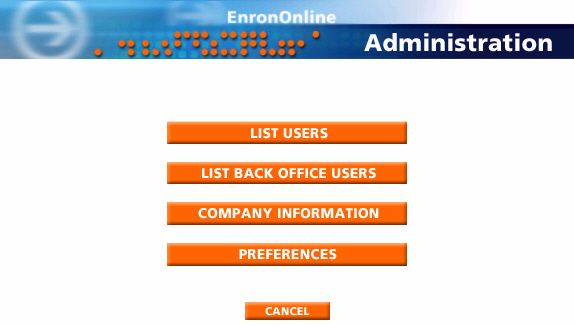 EnronOnline
Administration
LIST USERS
LIST BACK OFFICE USERS
COMPANY INFORMATION
PREFERENCES
CANCEL